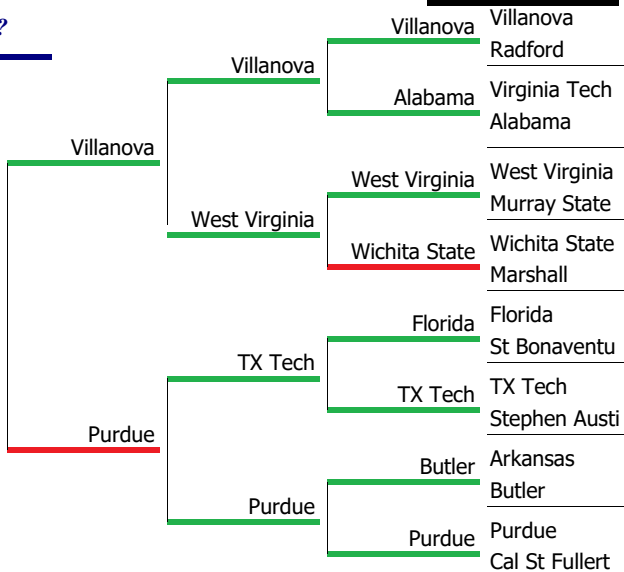 ?
Villanova
Purdue
Villanova
West Virginia
TX Tech
Purdue
Villanova
Alabama
West Virginia
Wichita State
Florida
TX Tech
Butler
Purdue
Villanova
Radford
Virginia Tech
Alabama
West Virginia
Murray State
Wichita State
Marshall
Florida
St Bonaventu
TX Tech
Stephen Austi
Arkansas
Butler
Purdue
Cal St Fullert